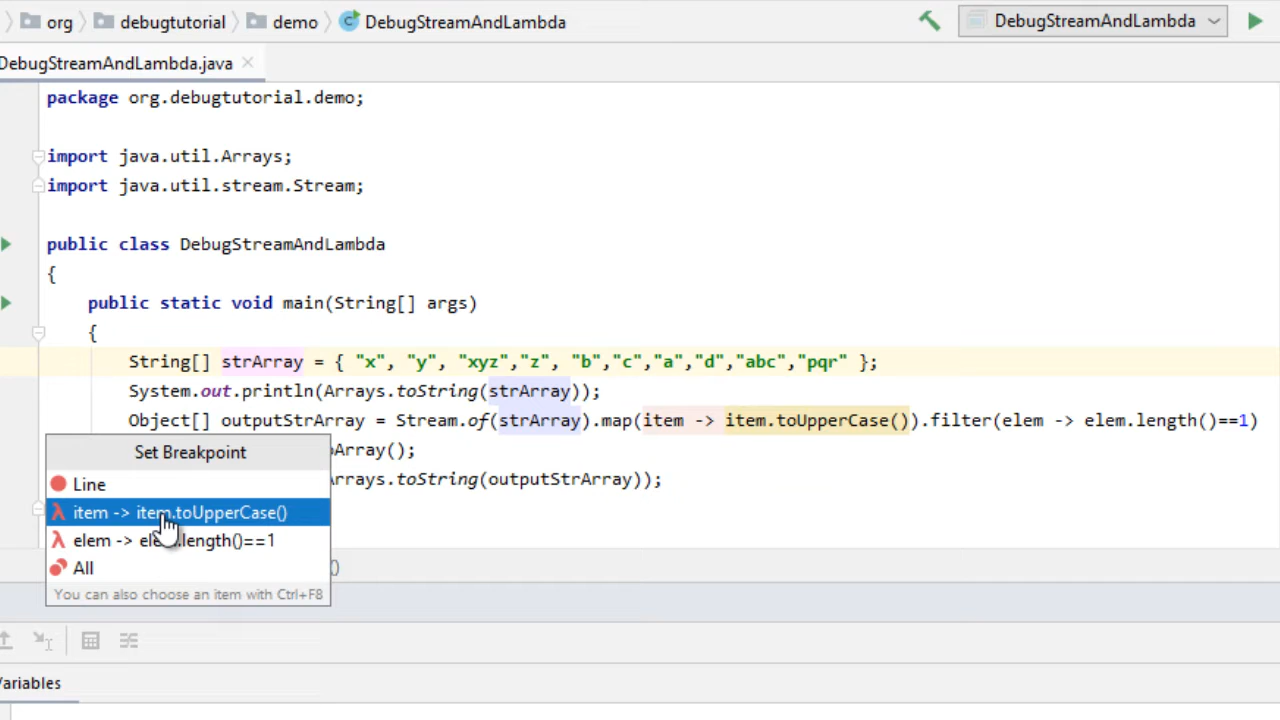 org debugtutorial demo DebugStreamAndLambda DebugStreamAndLambda
DebugStreamAndLambda.java
package org.debugtutorial.demo;
import java.util.Arrays;
import java.util.stream.Stream;
public class DebugStreamAndLambda
{
public static void main(String[] args)
{
String[] strArray = { "x", "y", "xyz","z", "b","c","a","d","abc","pqr" };
System.out.println(Arrays.toString(strArray));
Object[] outputStrArray = Stream.of(strArray).map(item -> item.toUpperCase()).filter(elem -> elem.length()==1)
oArray();
Arrays.toString(outputStrArray));
Set Breakpoint
Line
item -> item.toUpperCase()
elem -> elem.length()==1
All
()
You can also choose an item with Ctrl+F8
Variables